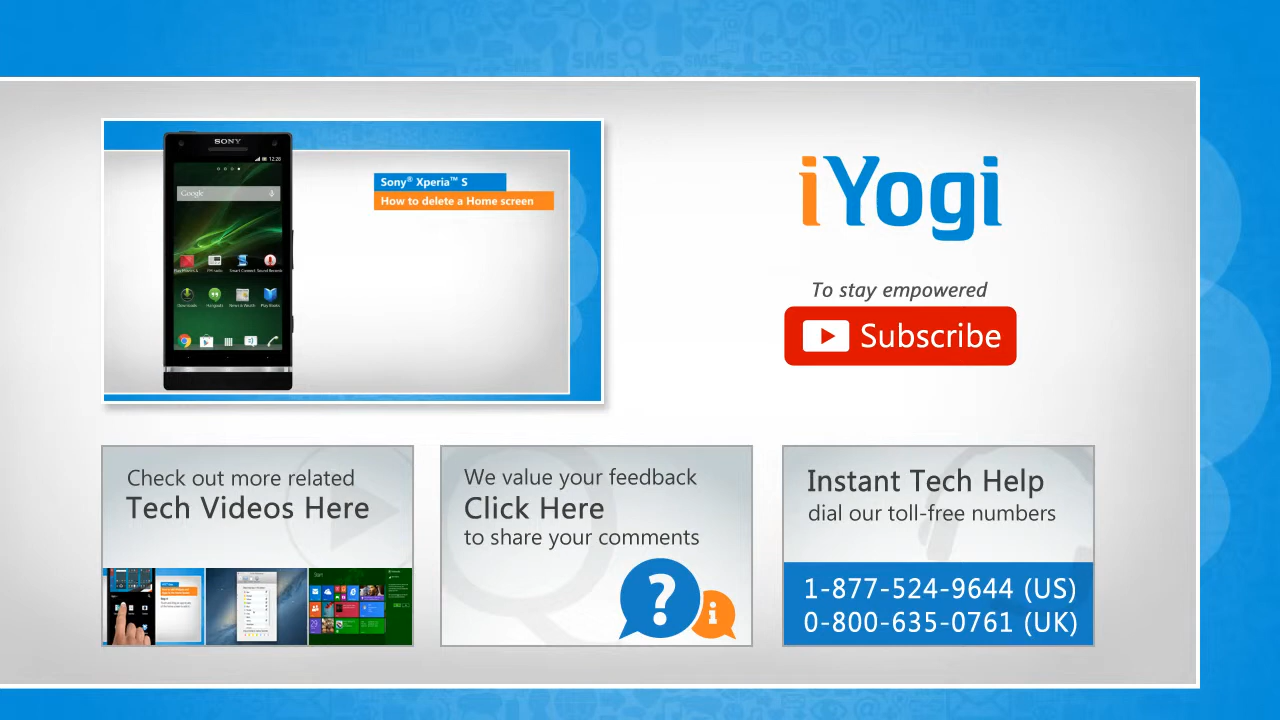 SONY
12:28
Google
Sony® Xperia™ S
How to delete a Home screen
iYogi
To stay empowered
Subscribe
Check out more related
Tech Videos Here
We value your feedback
Click Here
to share your comments
?
i
Instant Tech Help
dial our toll-free numbers
1-877-524-9644 (US)
0-800-635-0761 (UK)